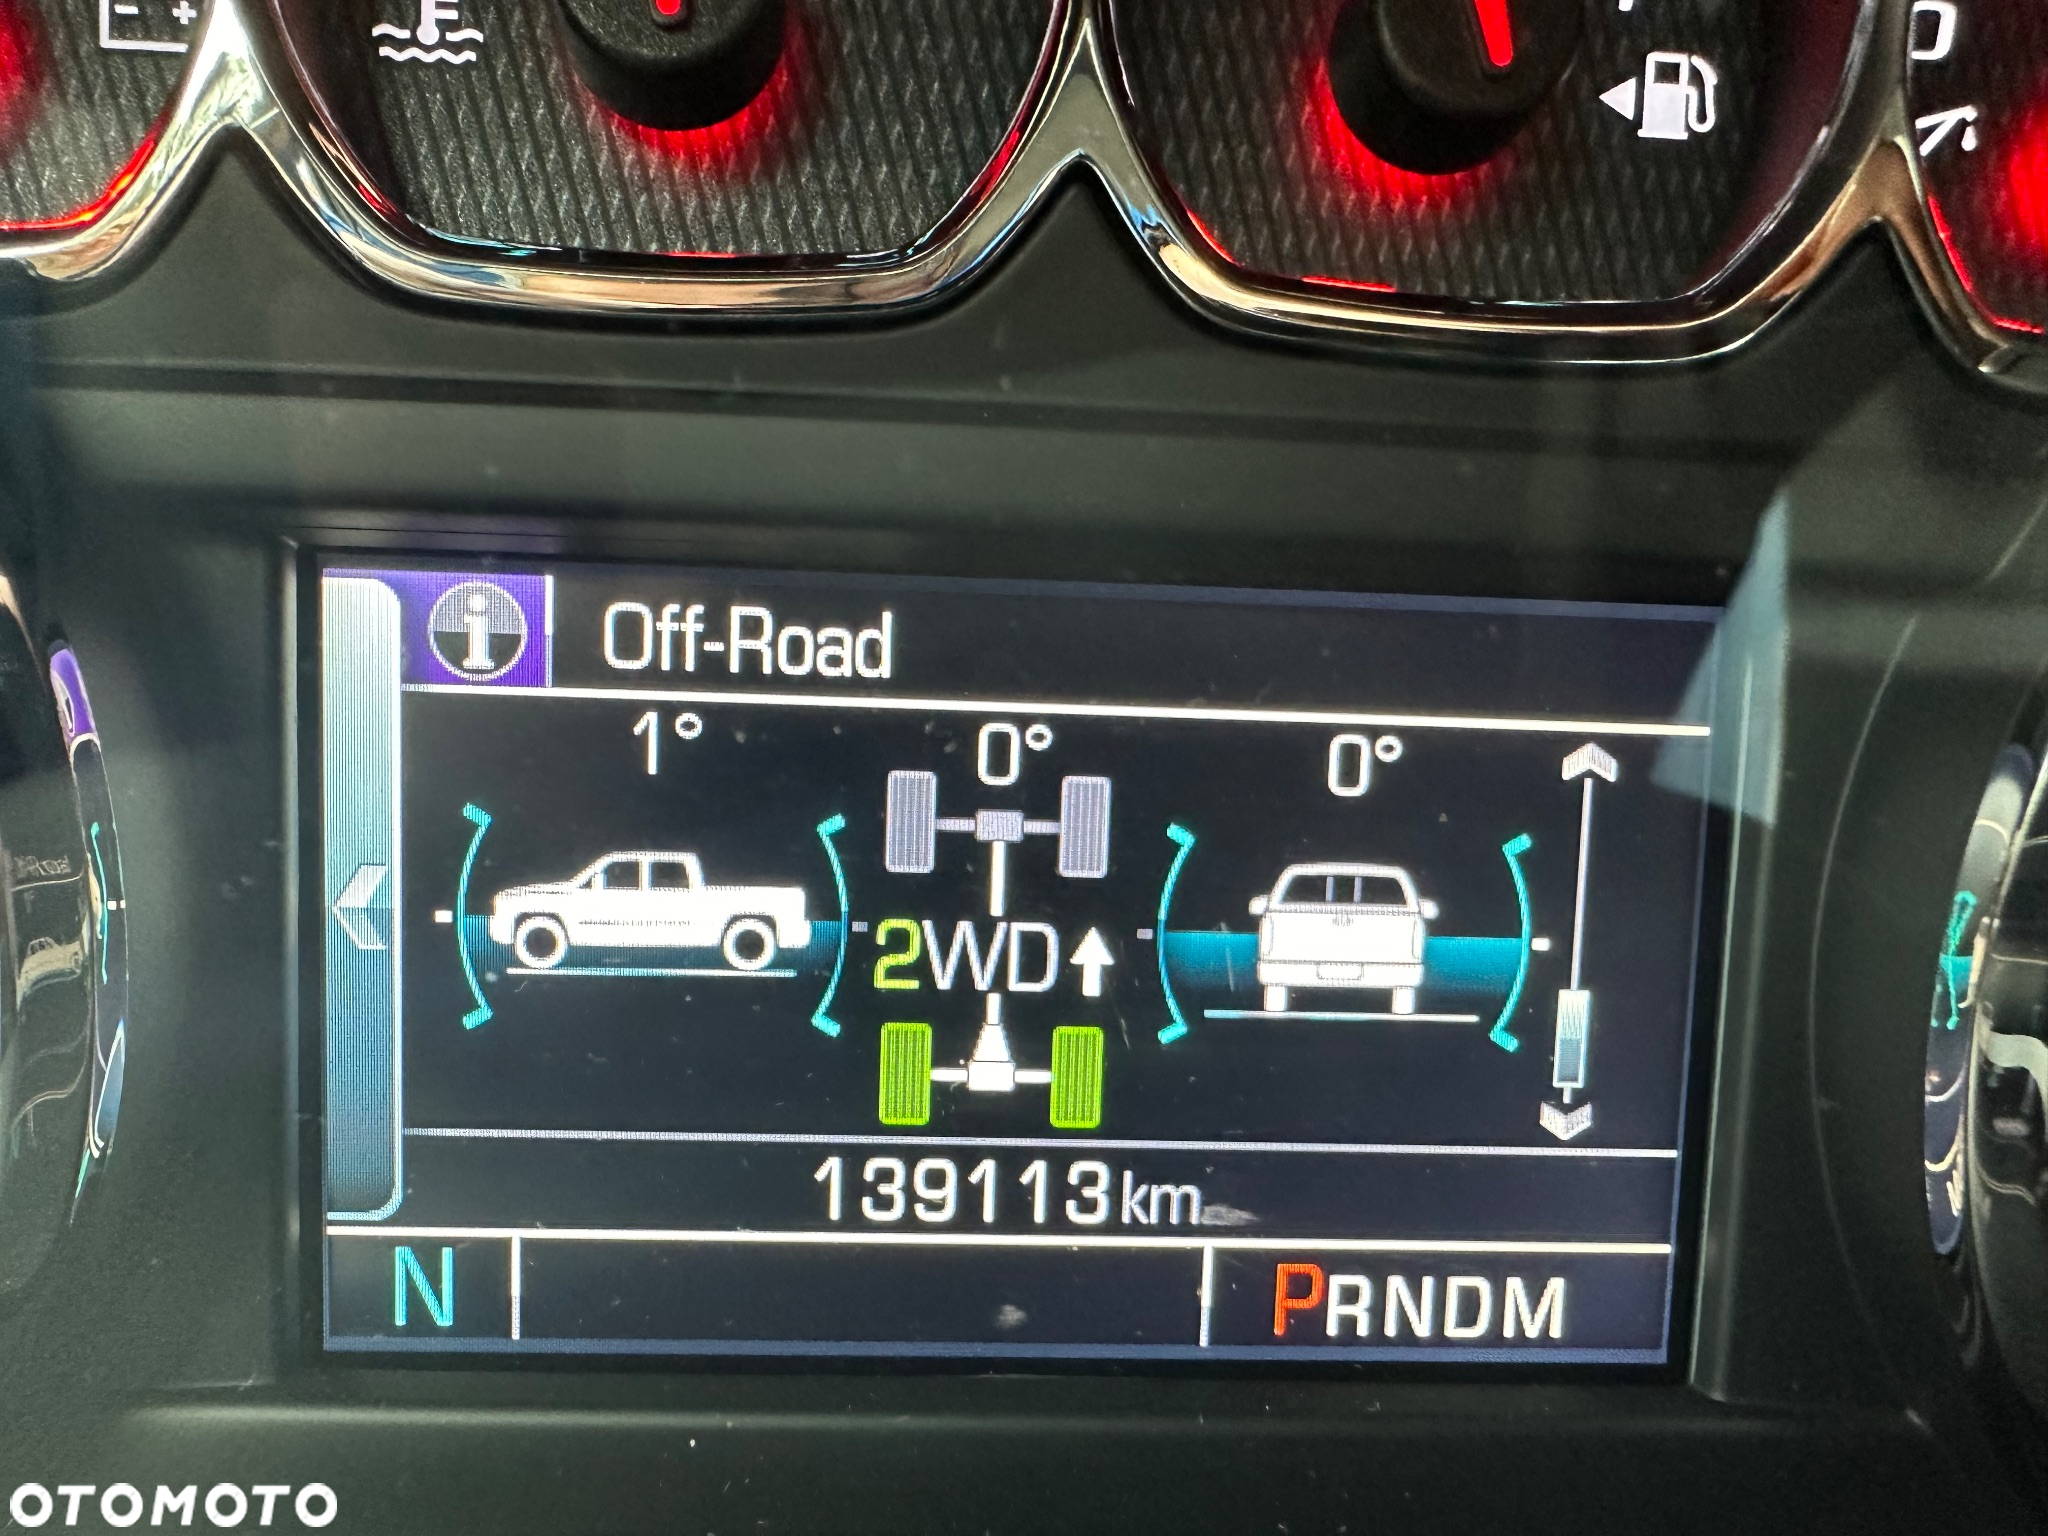 Off-Road
1° 0° 0°
2WD
139113km
N PRNDM
OTOMOTO